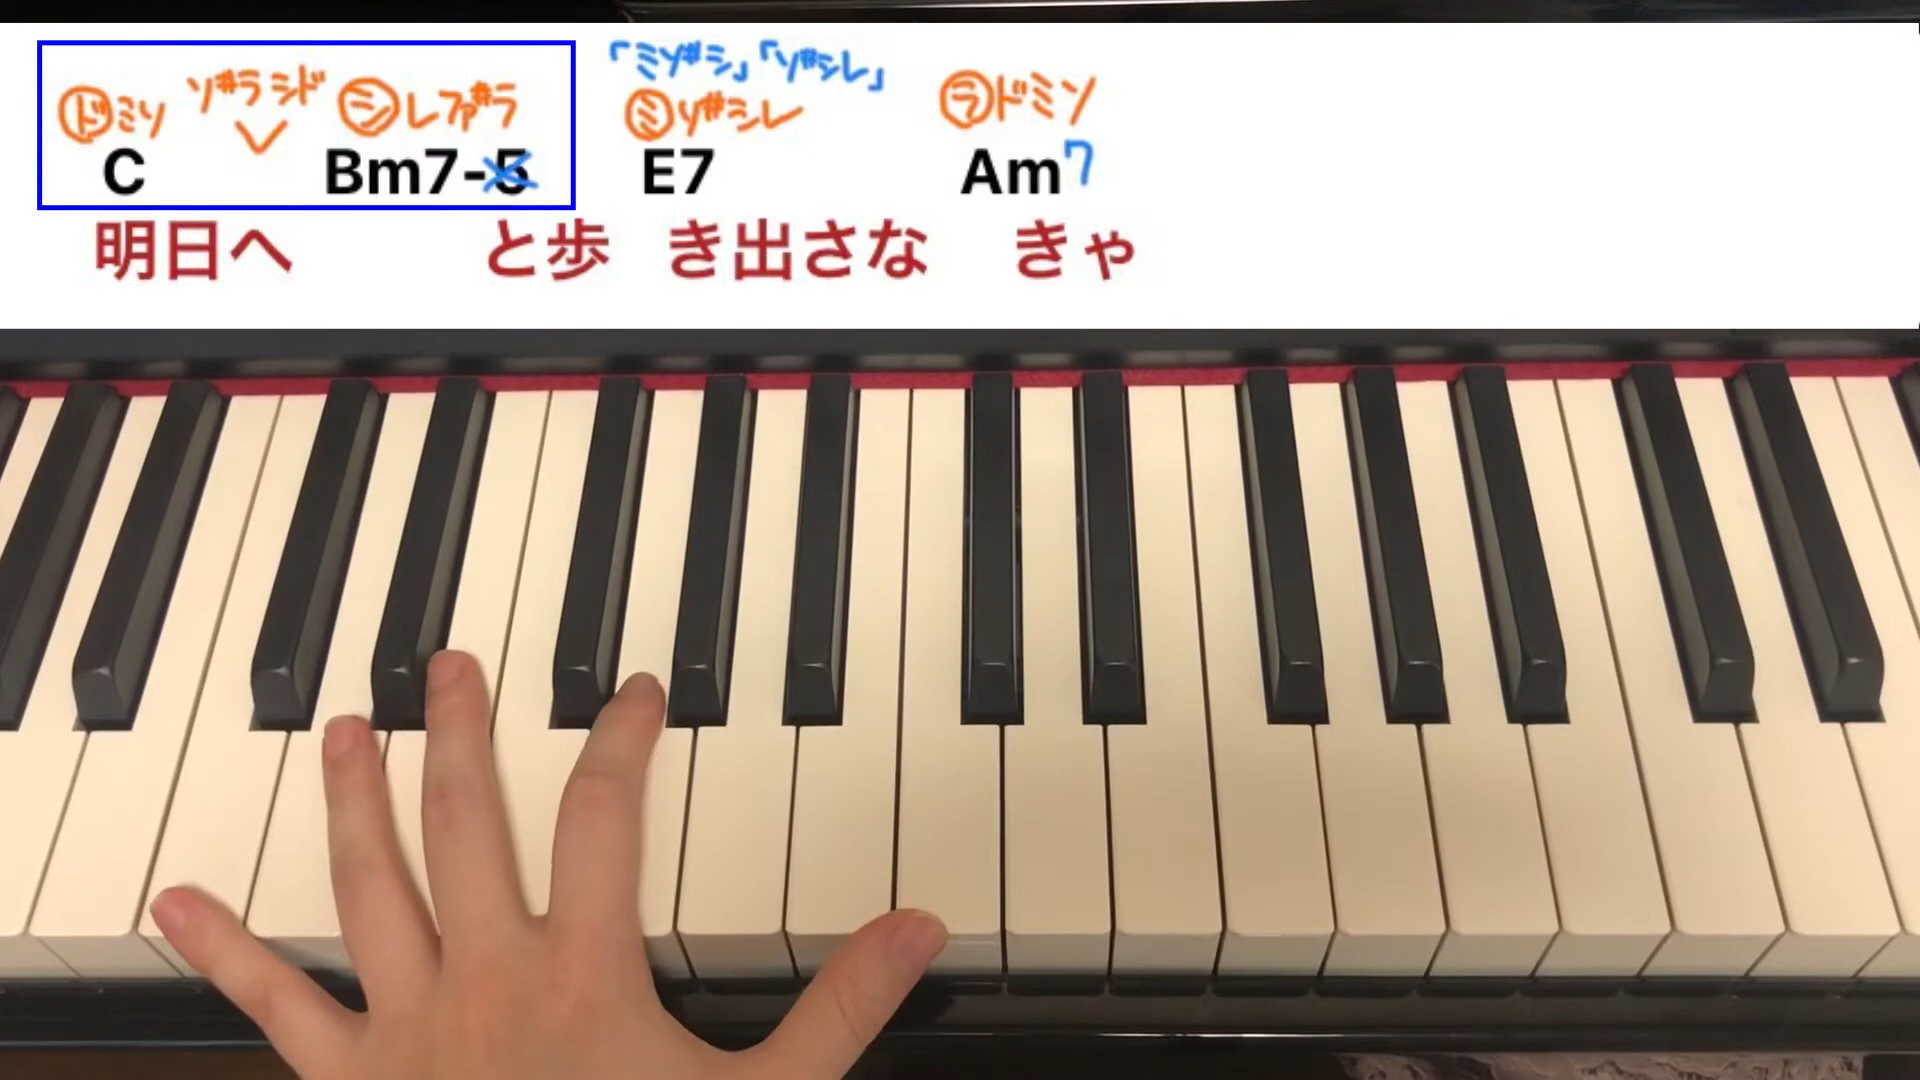 「ミソ#シ」「ソ#シレ」
ドミソ ソ#ラシド シレファ#ラ ミソ#シレ ラドミソ
C Bm7-5 E7 Am7
明日へ と歩 き出さな きゃ